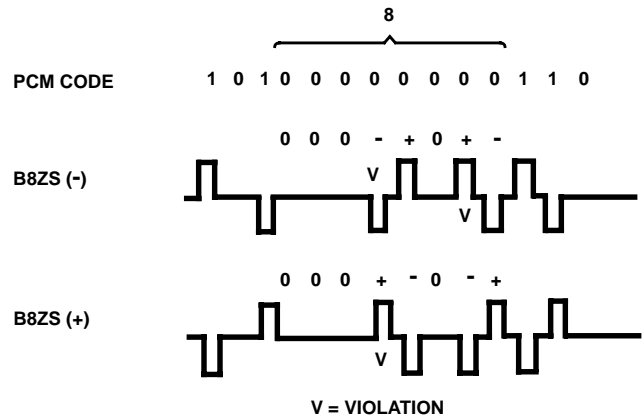 8
PCM CODE 1 0 1 0 0 0 0 0 0 0 0 1 1 0
0 0 0 - + 0 + -
B8ZS (-) V
V
0 0 0 + - 0 - +
B8ZS (+)
V
V = VIOLATION